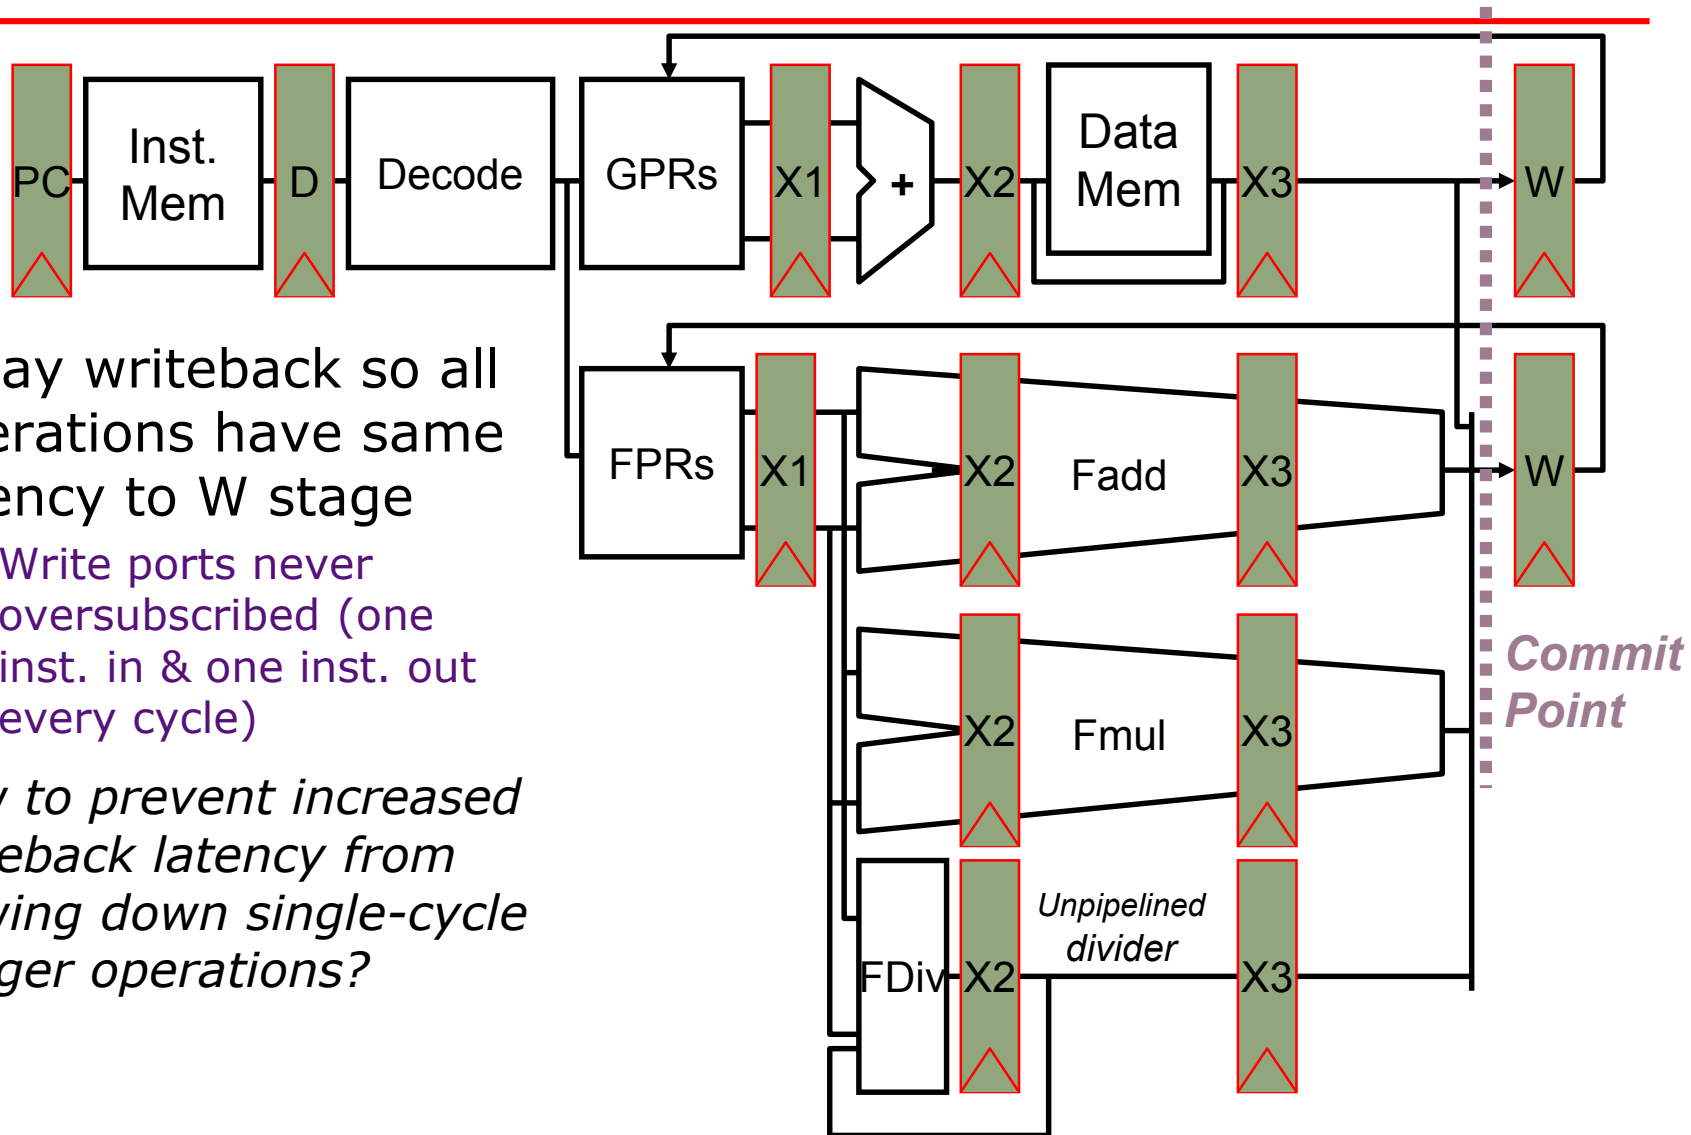 PC
Inst.
Mem
D
Decode
GPRs
X1
+
X2
Data
Mem
X3
W
ay writeback so all
erations have same
ency to W stage
Write ports never
oversubscribed (one
inst. in & one inst. out
every cycle)
v to prevent increased
eback latency from
ving down single-cycle
ger operations?
FPRs
X1
X2
Fadd
X3
W
X2
Fmul
X3
Commit
Point
FDiv
X2
Unpipelined
divider
X3